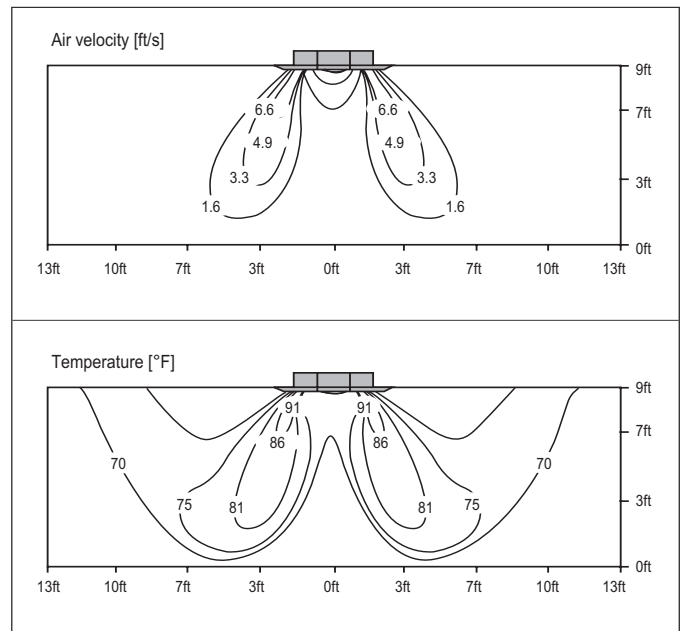 Air velocity [ft/s]
9ft
6.6 6.6
7ft
4.9 4.9
3.3 3.3
3ft
1.6 1.6
0ft
13ft 10ft 7ft 3ft 0ft 3ft 7ft 10ft 13ft
Temperature [°F]
9ft
91 91
7ft
86 86
70 70
75 81 81 75
3ft
0ft
13ft 10ft 7ft 3ft 0ft 3ft 7ft 10ft 13ft